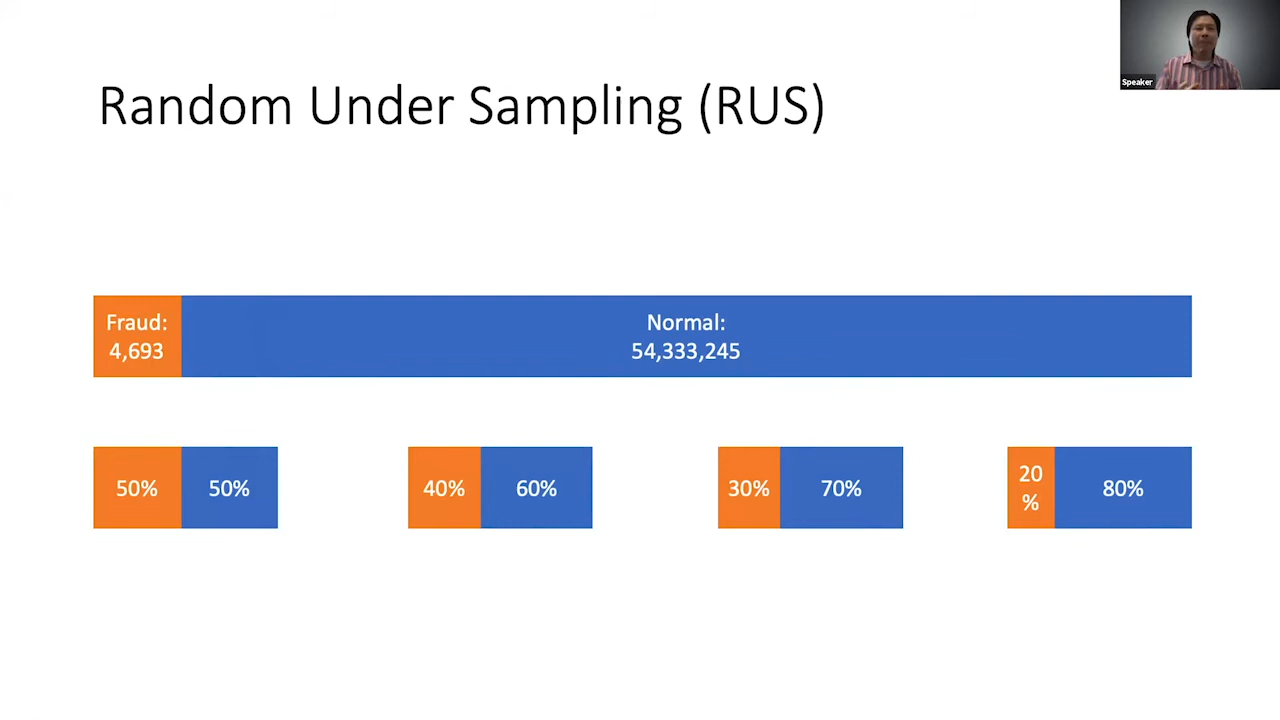 Speaker
Random Under Sampling (RUS)
Fraud:
4,693
Normal:
54,333,245
50%
50%
40%
60%
30%
70%
20
%
80%